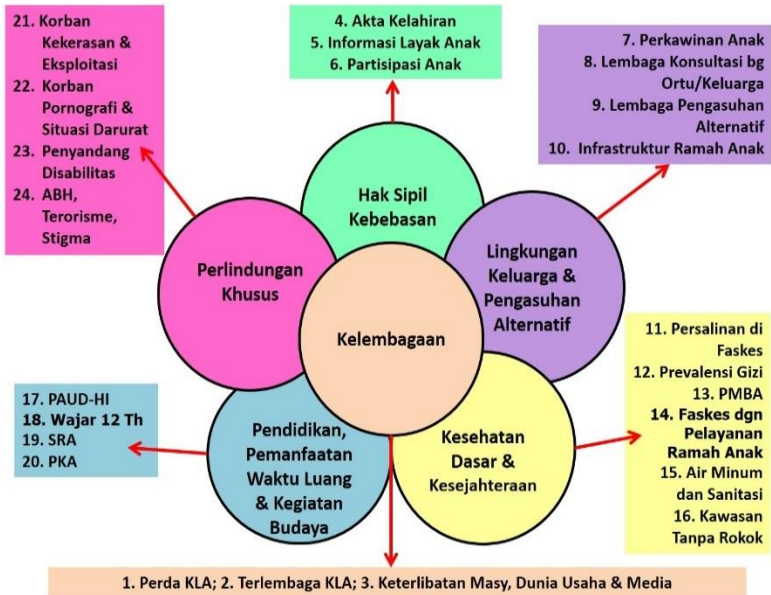 21. Korban
Kekerasan &
Eksploitasi
22. Korban
Pornografi &
Situasi Darurat
23. Penyandang
Disabilitas
24. ABH,
Terorisme,
Stigma
4. Akta Kelahiran
5. Informasi Layak Anak
6. Partisipasi Anak
7. Perkawinan Anak
8. Lembaga Konsultasi bg
Ortu/Keluarga
9. Lembaga Pengasuhan
Alternatif
10. Infrastruktur Ramah Anak
Hak Sipil
Kebebasan
Perlindungan
Khusus
Lingkungan
Keluarga &
Pengasuhan
Alternatif
Kelembagaan
11. Persalinan di
Faskes
12. Prevalensi Gizi
13. PMBA
14. Faskes dgn
Pelayanan
Ramah Anak
15. Air Minum
dan Sanitasi
16. Kawasan
Tanpa Rokok
17. PAUD-HI
18. Wajar 12 Th
19. SRA
20. PKA
Pendidikan,
Pemanfaatan
Waktu Luang
& Kegiatan
Budaya
Kesehatan
Dasar &
Kesejahteraan
1. Perda KLA; 2. Terlembaga KLA; 3. Keterlibatan Masy, Dunia Usaha & Media